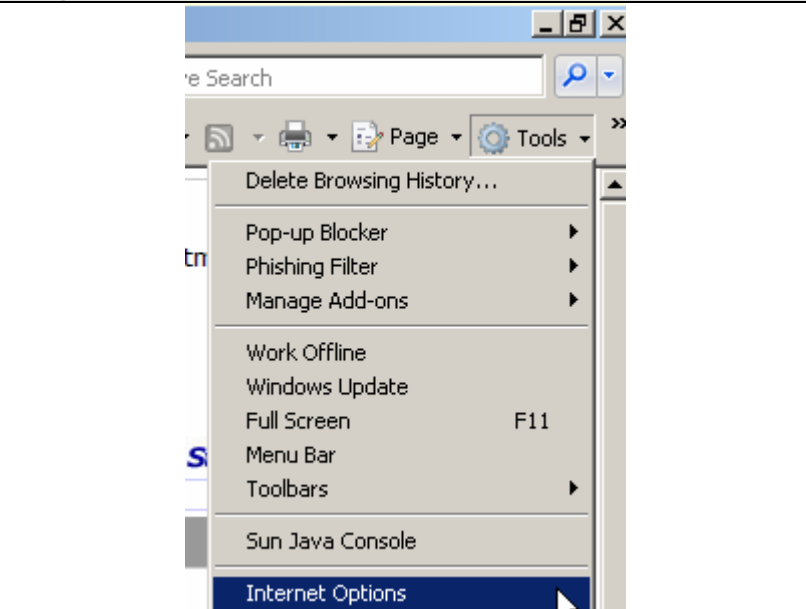 e Search
Page Tools »
Delete Browsing History...
Pop-up Blocker
tm
Phishing Filter
Manage Add-ons
Work Offline
Windows Update
Full Screen F11
S Menu Bar
Toolbars
Sun Java Console
Internet Options